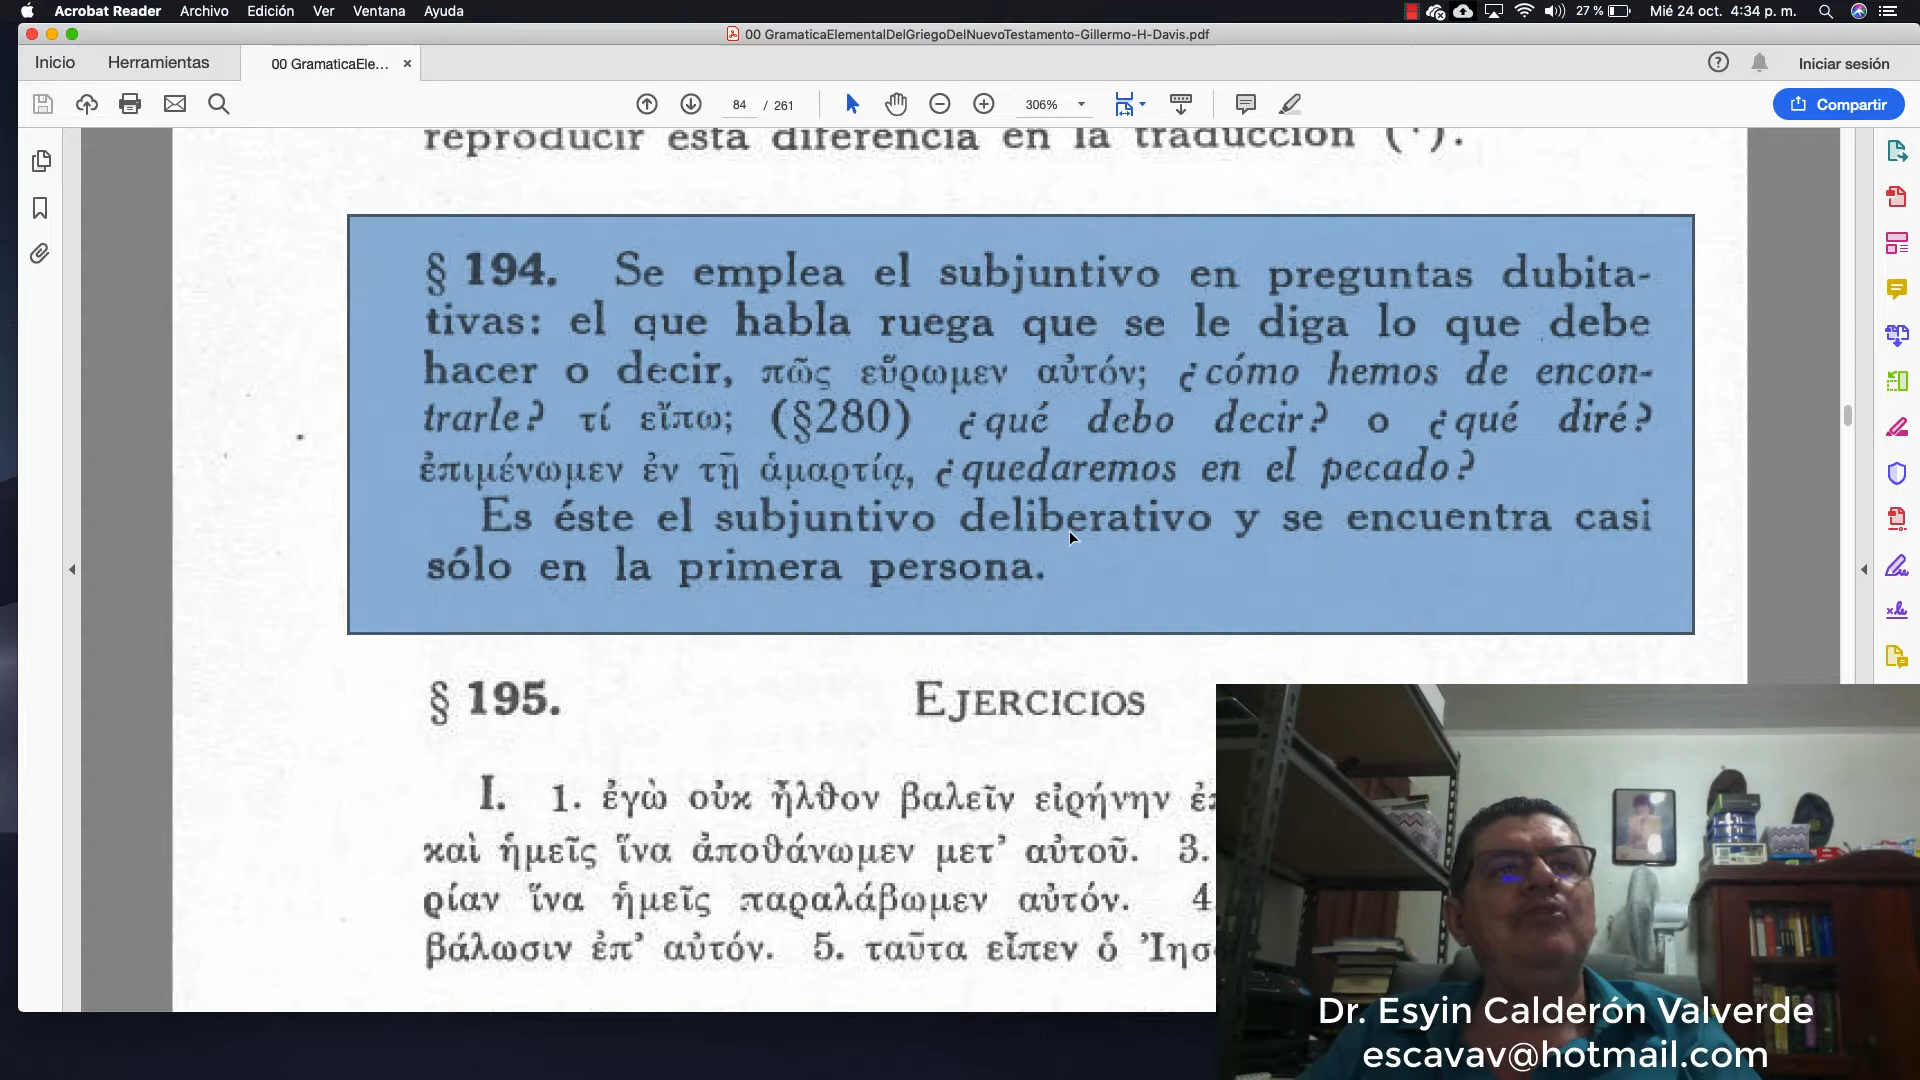 Acrobat Reader Archivo Edición Ver Ventana Ayuda 27 % Mié 24 oct. 4:34 p. m.
00 GramaticaElementalDelGriegoDelNuevoTestamento-Gillermo-H-Davis.pdf
Inicio Herramientas 00 GramaticaEle... × Iniciar sesión
84 / 261 306% Compartir
reproducir esta diferencia en la traducción (·).
§ 194. Se emplea el subjuntivo en preguntas dubita-
tivas: el que habla ruega que se le diga lo que debe
hacer o decir, πῶς εὕρωμεν αὐτόν; ¿cómo hemos de encon-
trarle? τί εἴπω; (§280) ¿qué debo decir? o ¿qué diré?
ἐπιμένωμεν ἐν τῇ ἁμαρτίᾳ, ¿quedaremos en el pecado?
Es éste el subjuntivo deliberativo y se encuentra casi
sólo en la primera persona.
§ 195. EJERCICIOS
I. 1. ἐγὼ οὐκ ἦλθον βαλεῖν εἰρήνην
καὶ ἡμεῖς ἵνα ἀποθάνωμεν μετ’ αὐτοῦ. 3.
ρίαν ἵνα ἡμεῖς παραλάβωμεν αὐτόν. 4
βάλωσιν ἐπ’ αὐτόν. 5. ταῦτα εἶπεν ὁ Ἰησ
Dr. Esyin Calderón Valverde
escavav@hotmail.com